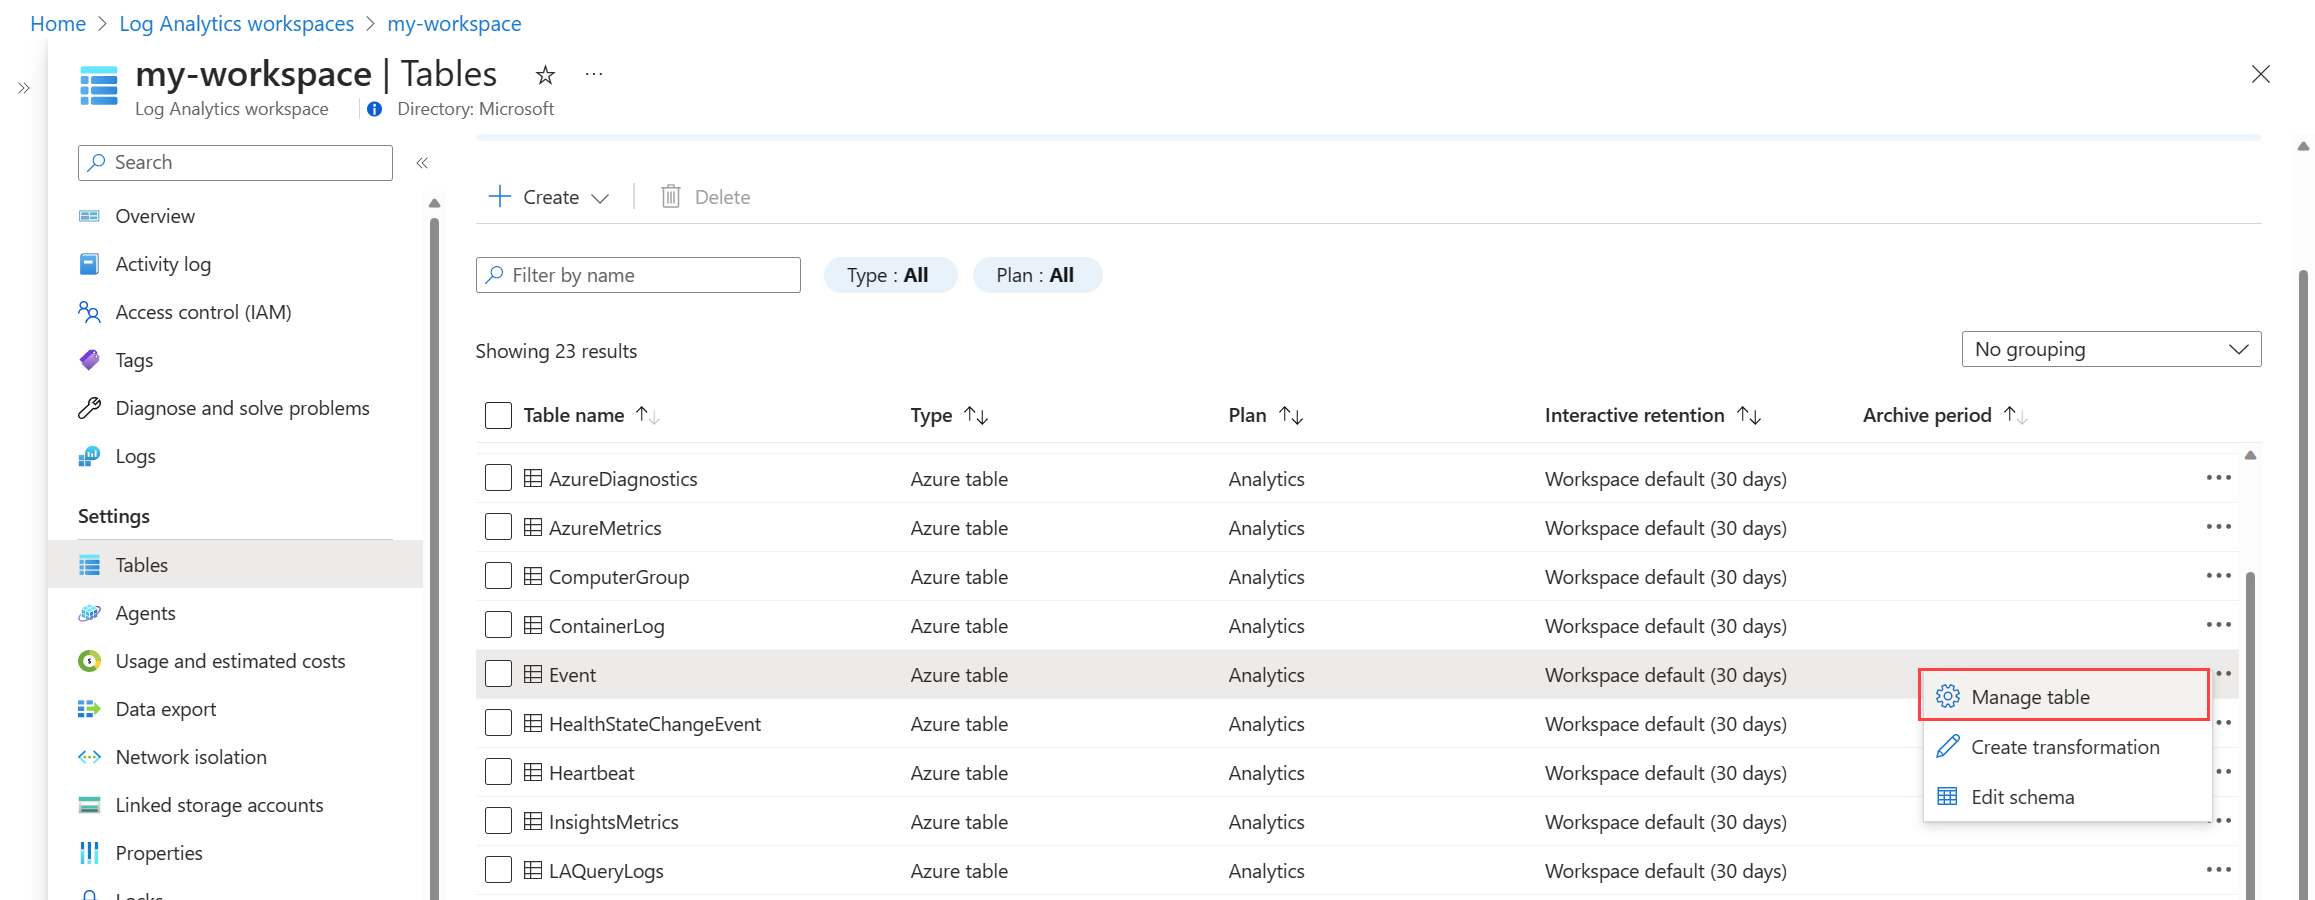 Home > Log Analytics workspaces > my-workspace
my-workspace | Tables
Log Analytics workspace
Directory: Microsoft
Search
Overview
Activity log
Access control (IAM)
Tags
Diagnose and solve problems
Logs
Settings
Tables
Agents
Usage and estimated costs
Data export
Network isolation
Linked storage accounts
Properties
Locks
Create
Delete
Filter by name
Type : All
Plan : All
Showing 23 results
No grouping
Table name Type Plan Interactive retention Archive period
AzureDiagnostics Azure table Analytics Workspace default (30 days)
AzureMetrics Azure table Analytics Workspace default (30 days)
ComputerGroup Azure table Analytics Workspace default (30 days)
ContainerLog Azure table Analytics Workspace default (30 days)
Event Azure table Analytics Workspace default (30 days)
HealthStateChangeEvent Azure table Analytics Workspace default (30 days)
Heartbeat Azure table Analytics Workspace default (30 days)
InsightsMetrics Azure table Analytics Workspace default (30 days)
LAQueryLogs Azure table Analytics Workspace default (30 days)
Manage table
Create transformation
Edit schema